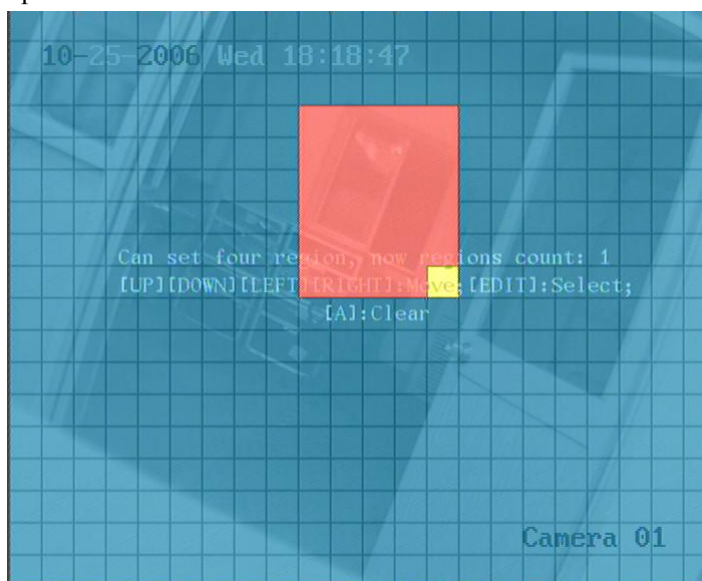 10-25-2006 Wed 18:18:47
Can set four region, now regions count: 1
[UP][DOWN][LEFT][RIGHT]:Move;[EDIT]:Select;
[A]:Clear
Camera 01